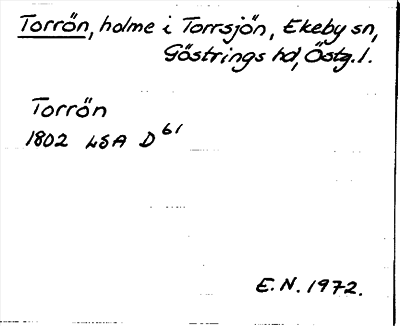 Torrön, holme i Torrsjön, Ekeby sn,
Göstrings hd, Östg. l.
Torrön
1802 LSA D 61
E.N. 1972.